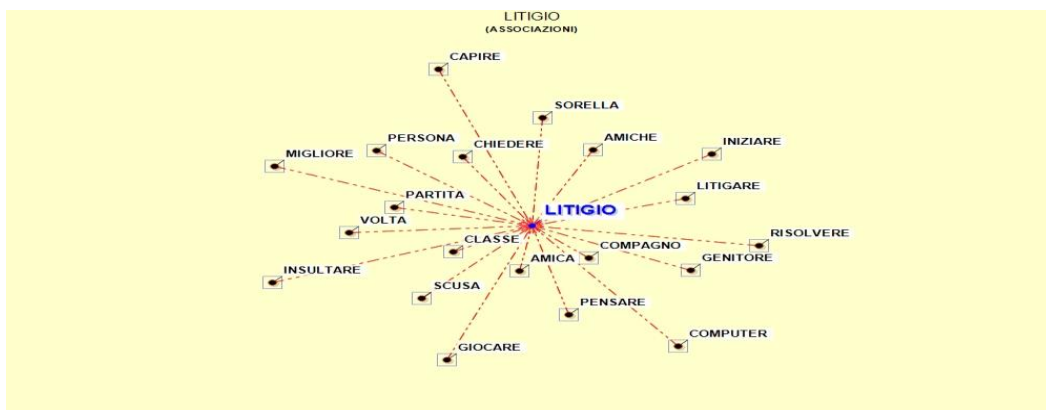 LITIGIO
(ASSOCIAZIONI)
CAPIRE
SORELLA
PERSONA
CHIEDERE
AMICHE
INIZIARE
MIGLIORE
LITIGARE
PARTITA
LITIGIO
VOLTA
CLASSE
COMPAGNO
RISOLVERE
AMICA
GENITORE
INSULTARE
SCUSA
PENSARE
COMPUTER
GIOCARE